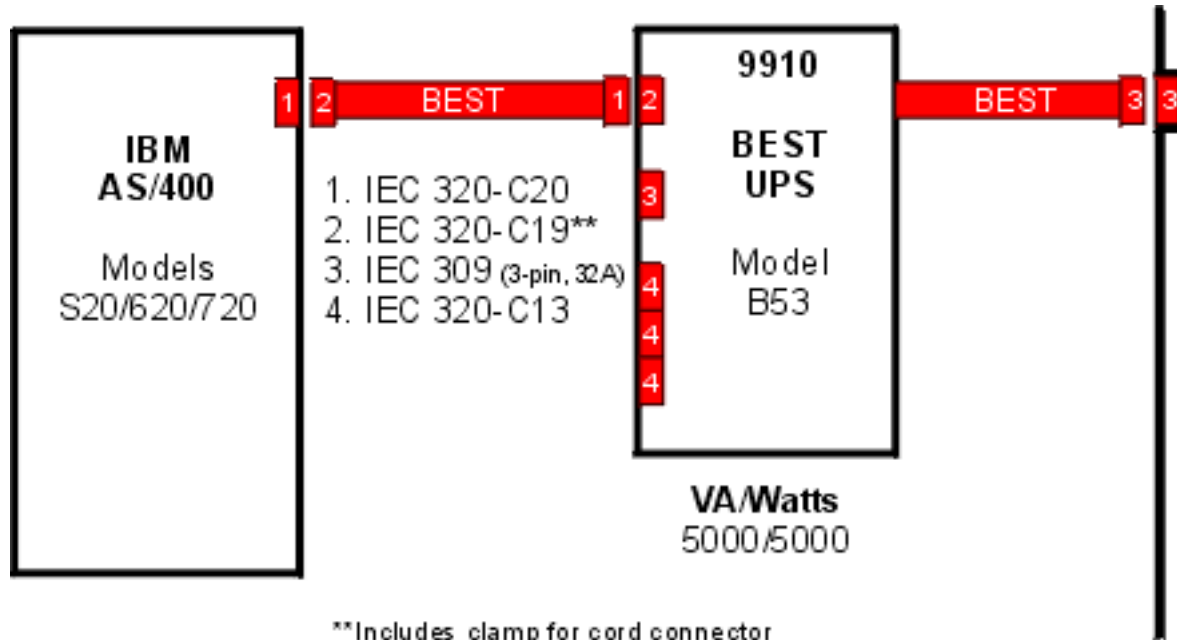 IBM
AS/400
Models
S20/620/720
1
2
BEST
1
1. IEC 320-C20
2. IEC 320-C19**
3. IEC 309 (3-pin, 32A)
4. IEC 320-C13
2
3
4
4
4
9910
BEST
UPS
Model
B53
VA/Watts
5000/5000
BEST
3
3
**Includes clamp for cord connector